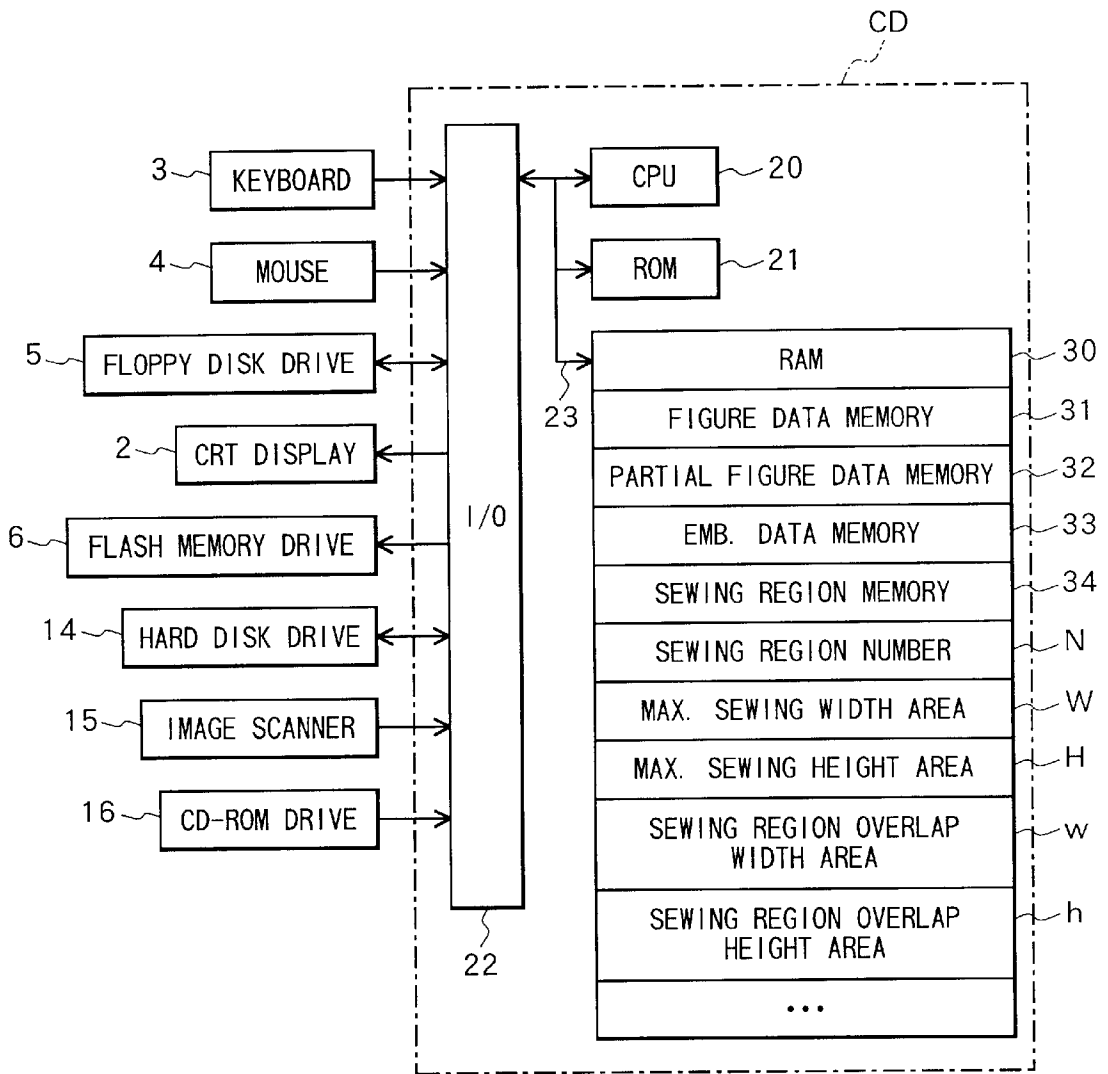 CD
3 KEYBOARD
4 MOUSE
5 FLOPPY DISK DRIVE
2 CRT DISPLAY
6 FLASH MEMORY DRIVE
14 HARD DISK DRIVE
15 IMAGE SCANNER
16 CD-ROM DRIVE
I/O
22
CPU 20
ROM 21
23
RAM 30
FIGURE DATA MEMORY 31
PARTIAL FIGURE DATA MEMORY 32
EMB. DATA MEMORY 33
SEWING REGION MEMORY 34
SEWING REGION NUMBER N
MAX. SEWING WIDTH AREA W
MAX. SEWING HEIGHT AREA H
SEWING REGION OVERLAP
WIDTH AREA w
SEWING REGION OVERLAP
HEIGHT AREA h
...